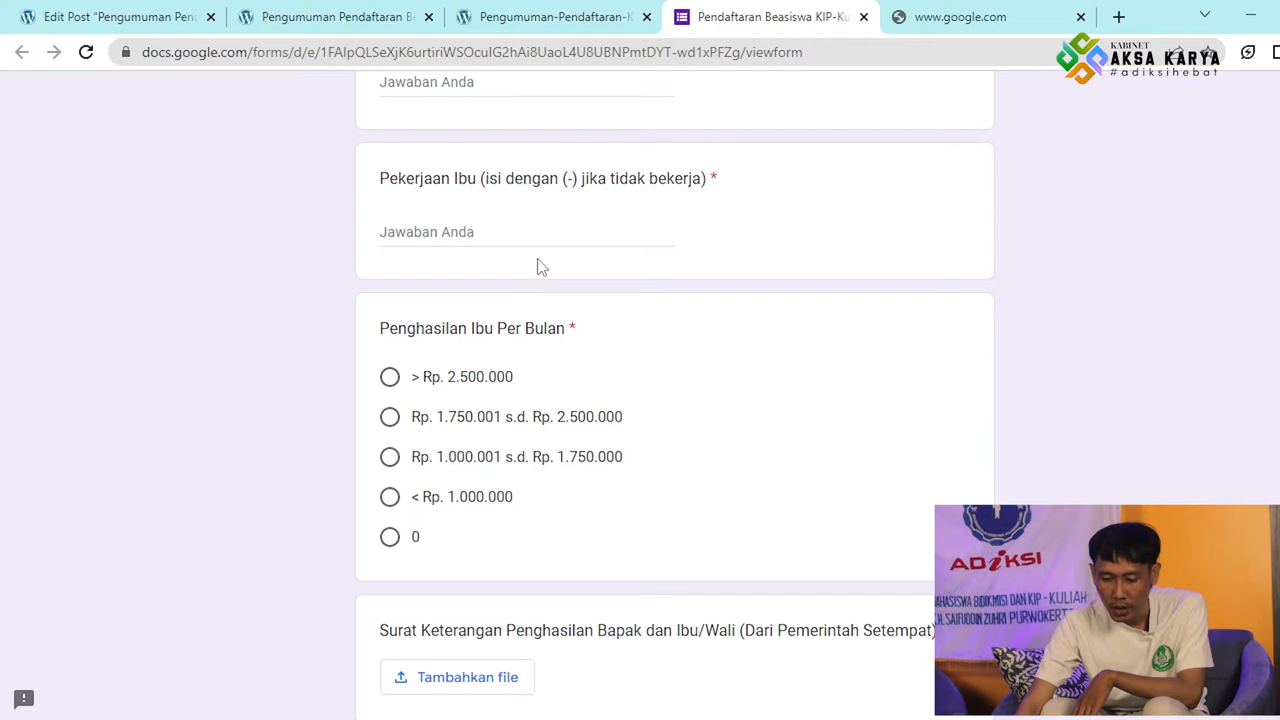 Edit Post "Pengumuman Pen
Pengumuman Pendaftaran B
Pengumuman-Pendaftaran-K
Pendaftaran Beasiswa KIP-Ku
www.google.com
docs.google.com/forms/d/e/
/viewform
KABINET
AKSA KARYA
#adiksihebat
Jawaban Anda
Pekerjaan Ibu (isi dengan (-) jika tidak bekerja) *
Jawaban Anda
Penghasilan Ibu Per Bulan *
> Rp. 2.500.000
Rp. 1.750.001 s.d. Rp. 2.500.000
Rp. 1.000.001 s.d. Rp. 1.750.000
< Rp. 1.000.000
0
Surat Keterangan Penghasilan Bapak dan Ibu/Wali (Dari Pemerintah Setempat)
Tambahkan file
ADiKSI
AHASISWA BIDIKMISI DAN KIP - KULIAH
.H. SAIFUDDIN ZUHRI PURWOKERT